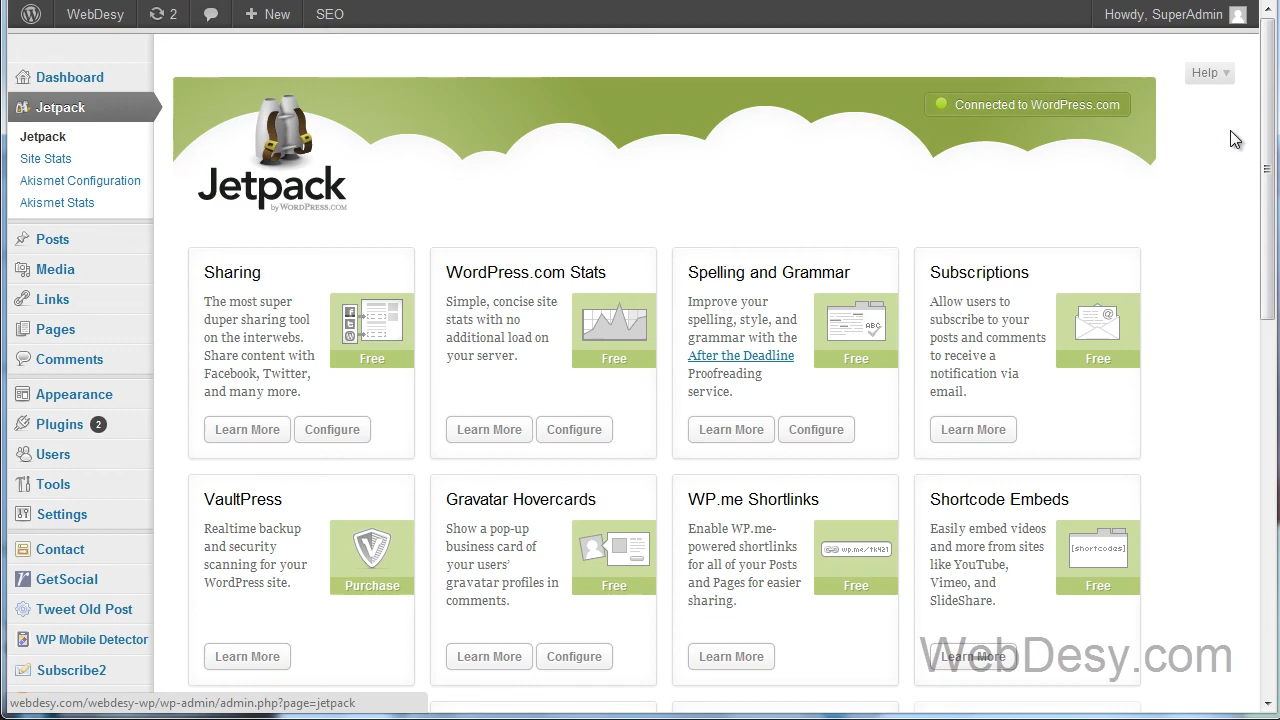 WebDesy 2 New SEO Howdy, SuperAdmin
Help
Dashboard
Jetpack
Jetpack
Site Stats
Akismet Configuration
Akismet Stats
Posts
Media
Links
Pages
Comments
Appearance
Plugins 2
Users
Tools
Settings
Contact
GetSocial
Tweet Old Post
WP Mobile Detector
Subscribe2
Connected to WordPress.com
Jetpack
by WORDPRESS.COM
Sharing
The most super
duper sharing tool
on the interwebs.
Share content with
Facebook, Twitter,
and many more.
Free
Learn More Configure
WordPress.com Stats
Simple, concise site
stats with no
additional load on
your server.
Free
Learn More Configure
Spelling and Grammar
Improve your
spelling, style, and
grammar with the
After the Deadline
Proofreading
service.
ABC
Free
Learn More Configure
Subscriptions
Allow users to
subscribe to your
posts and comments
to receive a
notification via
email.
@
Free
Learn More
VaultPress
Realtime backup
and security
scanning for your
WordPress site.
Purchase
Learn More
Gravatar Hovercards
Show a pop-up
business card of
your users'
gravatar profiles in
comments.
Free
Learn More Configure
WP.me Shortlinks
Enable WP.me-
powered shortlinks
for all of your Posts
and Pages for easier
sharing.
wp.me/tk421
Free
Learn More
Shortcode Embeds
Easily embed videos
and more from sites
like YouTube,
Vimeo, and
SlideShare.
[shortcodes]
Free
Learn More
WebDesy.com
webdesy.com/webdesy-wp/wp-admin/admin.php?page=jetpack